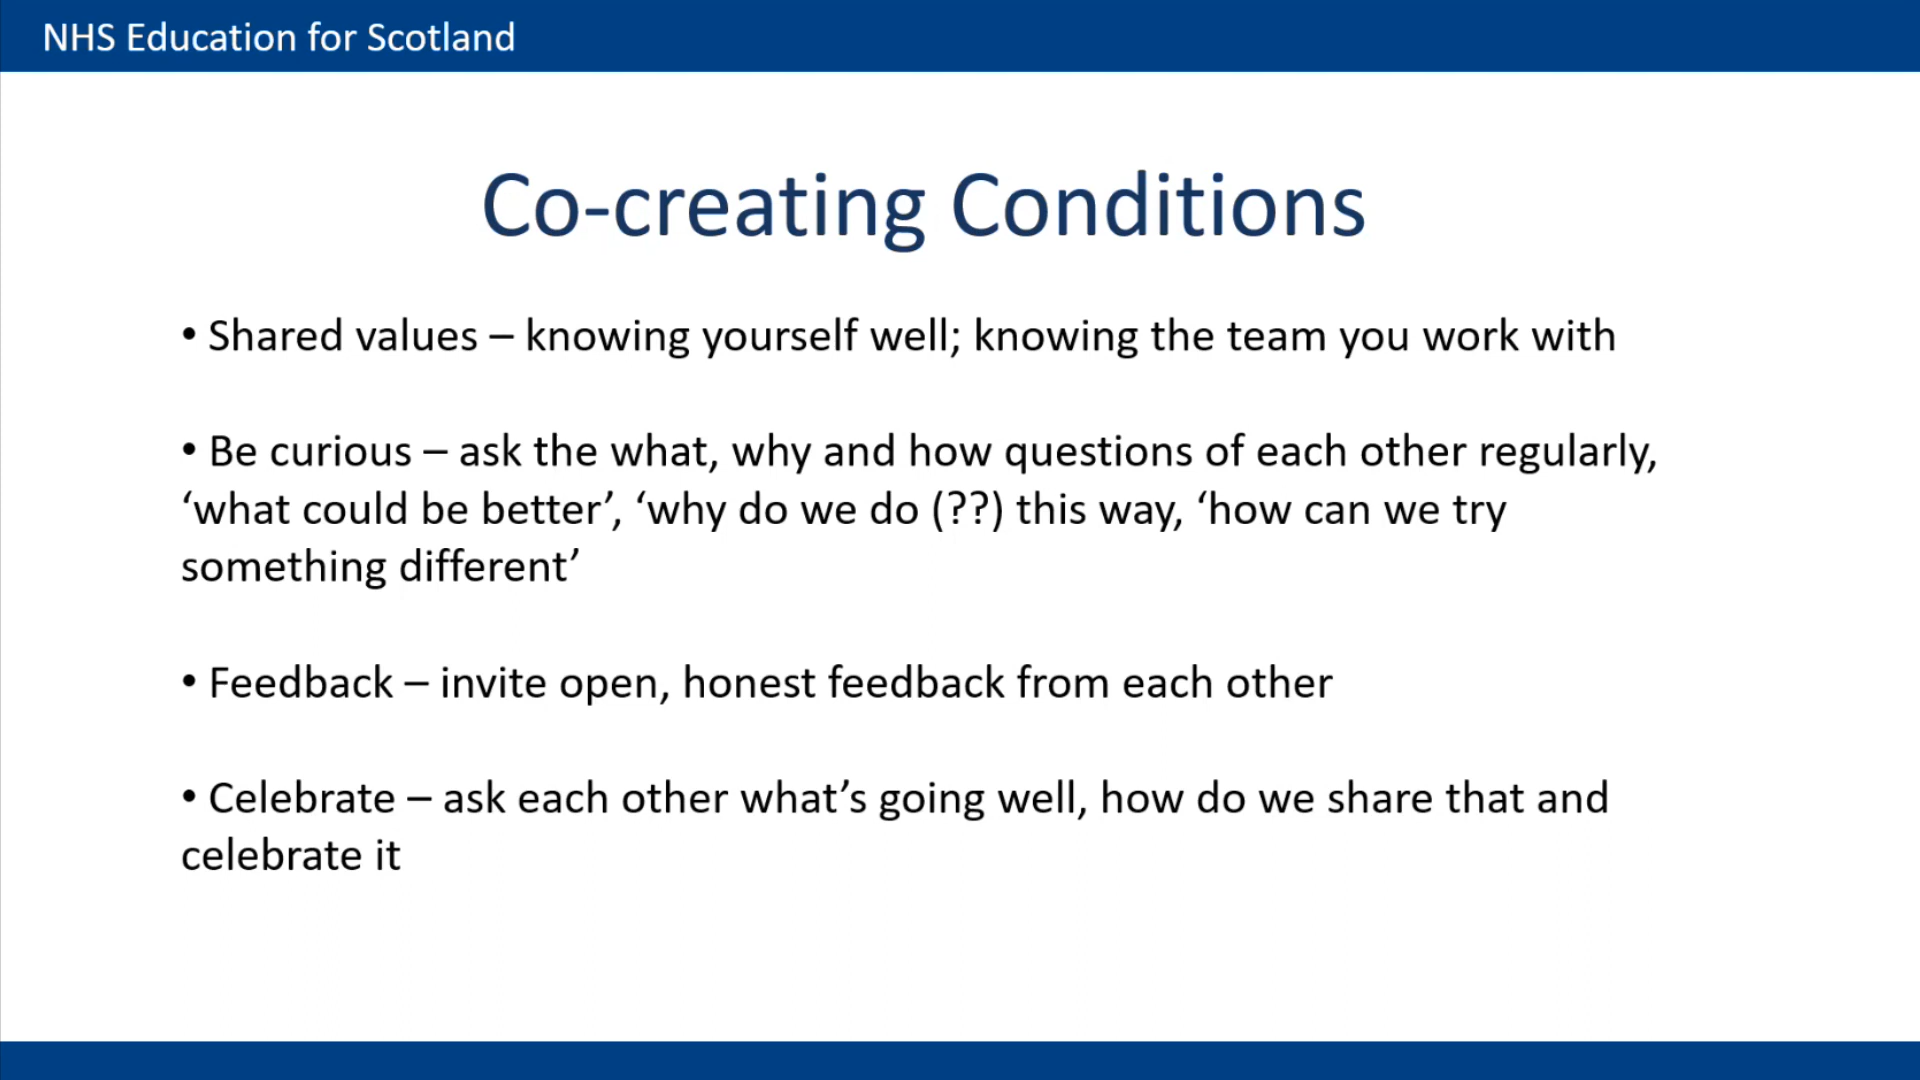 NHS Education for Scotland
Co-creating Conditions
• Shared values – knowing yourself well; knowing the team you work with
• Be curious – ask the what, why and how questions of each other regularly,
‘what could be better’, ‘why do we do (??) this way, ‘how can we try
something different’
• Feedback – invite open, honest feedback from each other
• Celebrate – ask each other what’s going well, how do we share that and
celebrate it